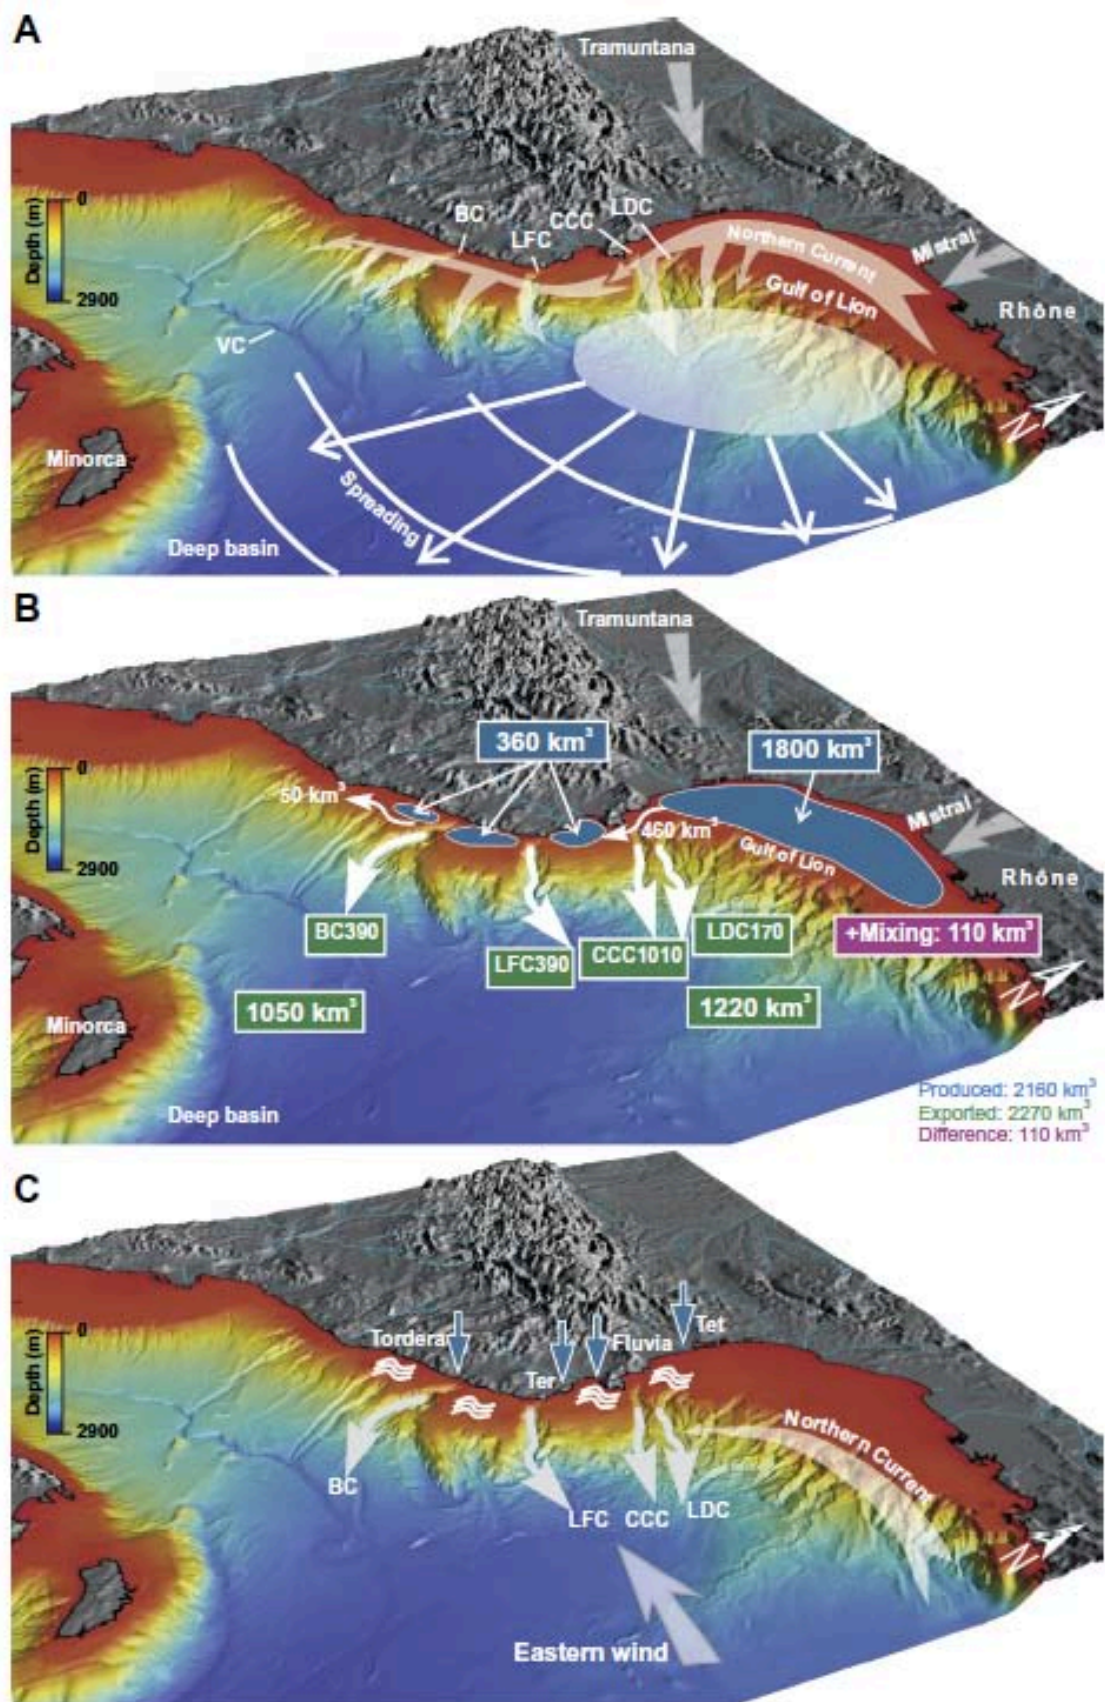 A
Tramuntana
0
Depth (m)
2900
BC
LFC
CCC
LDC
Northern Current
Mistral
Gulf of Lion
Rhône
VC
N
Minorca
Spreading
Deep basin
B
Tramuntana
360 km³
1800 km³
0
Depth (m)
2900
50 km³
460 km³
Mistral
Gulf of Lion
Rhône
BC390
LFC390
CCC1010
LDC170
+Mixing: 110 km³
N
1050 km³
1220 km³
Minorca
Deep basin
Produced: 2160 km³
Exported: 2270 km³
Difference: 110 km³
C
0
Depth (m)
2900
Tordera
Ter
Fluvia
Tet
Northern Current
BC
LFC
CCC
LDC
N
Eastern wind